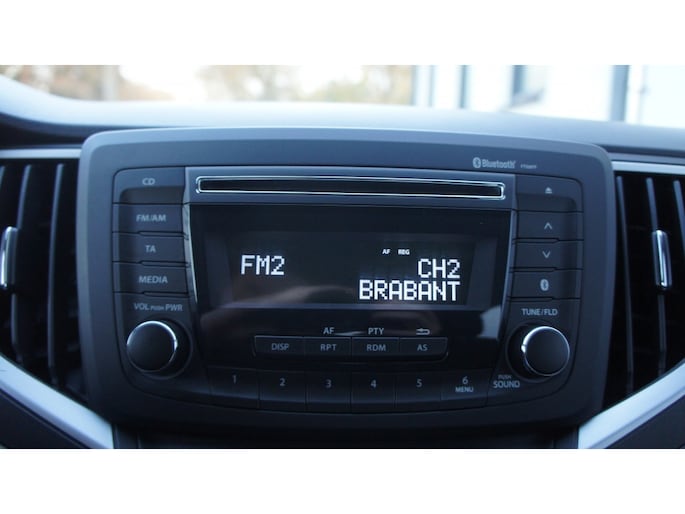 CD
Bluetooth
FM/AM
TA
MEDIA
VOL PUSH PWR
FM2
AF REG
CH2
BRABANT
TUNE/FLD
AF PTY
DISP RPT RDM AS
1 2 3 4 5 6
MENU
PUSH
SOUND